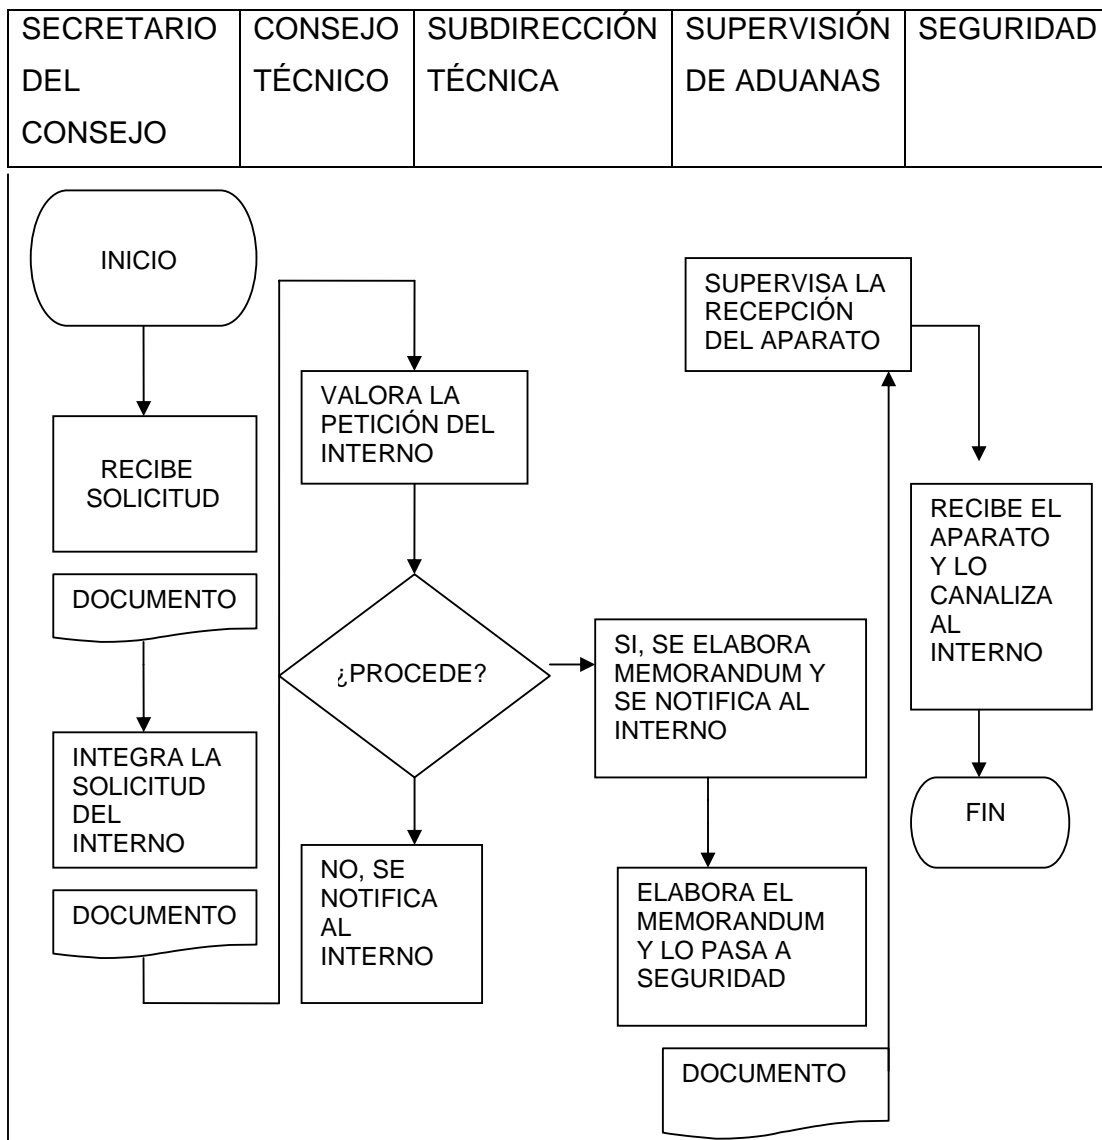 SECRETARIO
DEL
CONSEJO
CONSEJO
TÉCNICO
SUBDIRECCIÓN
TÉCNICA
SUPERVISIÓN
DE ADUANAS
SEGURIDAD
INICIO
RECIBE
SOLICITUD
DOCUMENTO
INTEGRA LA
SOLICITUD
DEL
INTERNO
DOCUMENTO
VALORA LA
PETICIÓN DEL
INTERNO
¿PROCEDE?
NO, SE
NOTIFICA
AL
INTERNO
SI, SE ELABORA
MEMORANDUM Y
SE NOTIFICA AL
INTERNO
ELABORA EL
MEMORANDUM
Y LO PASA A
SEGURIDAD
DOCUMENTO
SUPERVISA LA
RECEPCIÓN
DEL APARATO
RECIBE EL
APARATO
Y LO
CANALIZA
AL
INTERNO
FIN